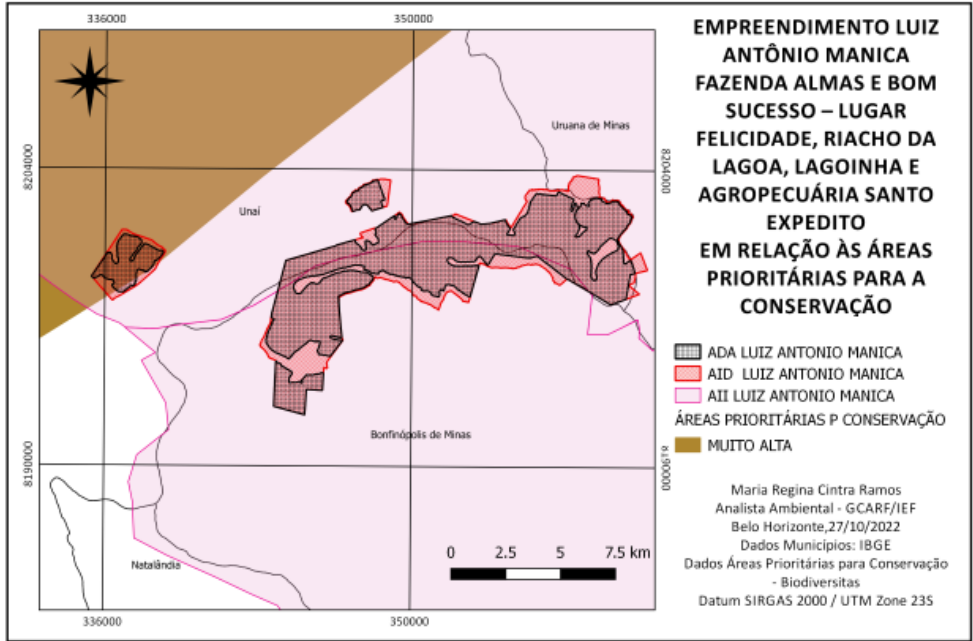 336000
350000
8204000
8204000
Uruana de Minas
Unaí
Bonfinópolis de Minas
8190000
8190000
Natalândia
0 2.5 5 7.5 km
336000
350000
EMPREENDIMENTO LUIZ
ANTÔNIO MANICA
FAZENDA ALMAS E BOM
SUCESSO – LUGAR
FELICIDADE, RIACHO DA
LAGOA, LAGOINHA E
AGROPECUÁRIA SANTO
EXPEDITO
EM RELAÇÃO ÀS ÁREAS
PRIORITÁRIAS PARA A
CONSERVAÇÃO
ADA LUIZ ANTONIO MANICA
AID LUIZ ANTONIO MANICA
AII LUIZ ANTONIO MANICA
ÁREAS PRIORITÁRIAS P CONSERVAÇÃO
MUITO ALTA
Maria Regina Cintra Ramos
Analista Ambiental - GCARF/IEF
Belo Horizonte,27/10/2022
Dados Municípios: IBGE
Dados Áreas Prioritárias para Conservação
- Biodiversitas
Datum SIRGAS 2000 / UTM Zone 23S